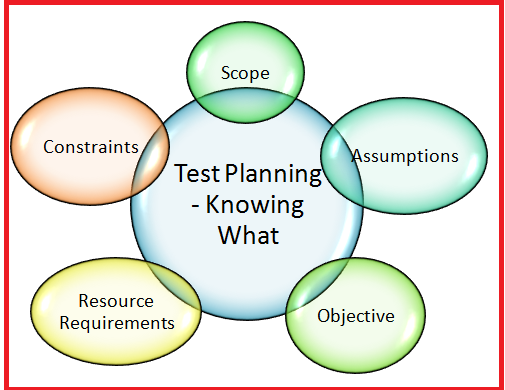 Scope
Constraints
Assumptions
Test Planning
- Knowing
What
Resource
Requirements
Objective